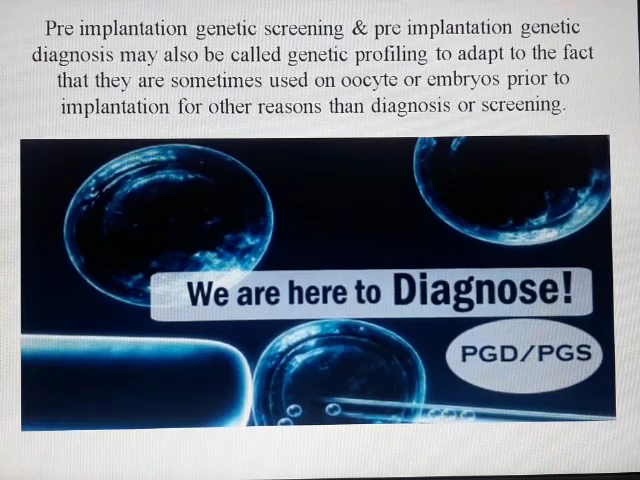 Pre implantation genetic screening & pre implantation genetic
diagnosis may also be called genetic profiling to adapt to the fact
that they are sometimes used on oocyte or embryos prior to
implantation for other reasons than diagnosis or screening.
We are here to Diagnose!
PGD/PGS